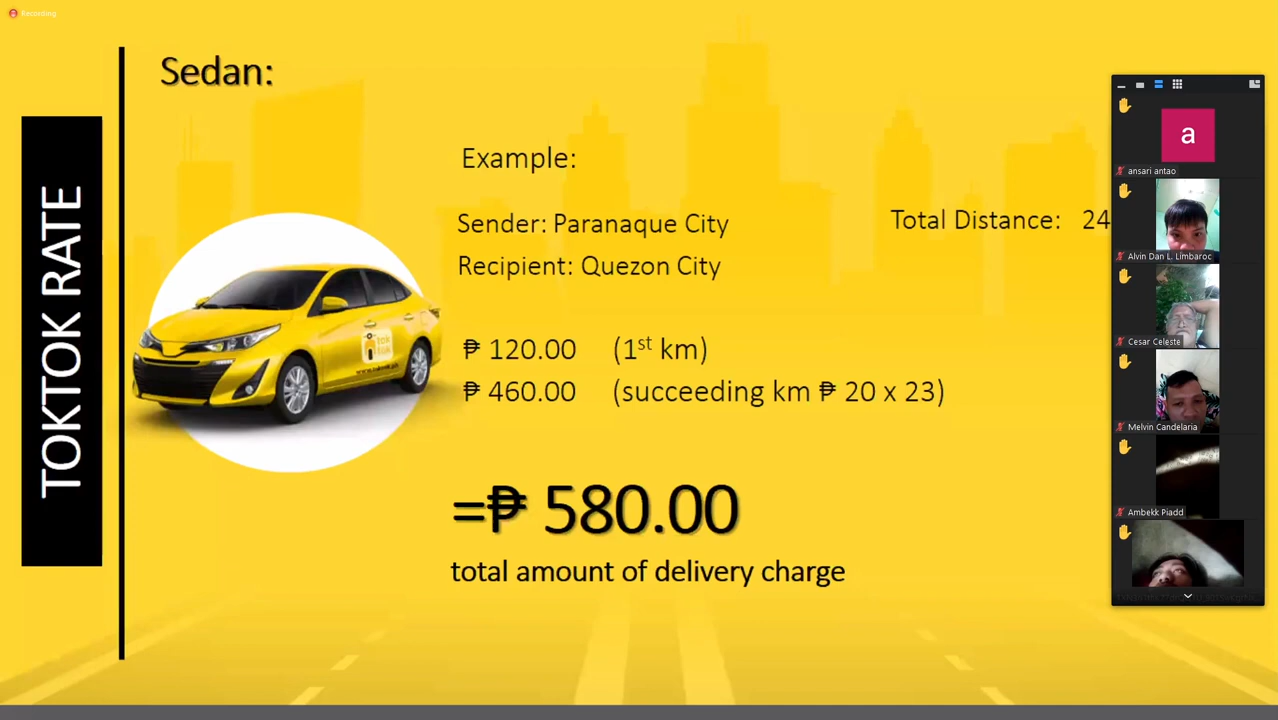 Recording
Sedan:
TOKTOK RATE
Example:
Sender: Paranaque City
Total Distance: 24
Recipient: Quezon City
₱ 120.00 (1st km)
₱ 460.00 (succeeding km ₱ 20 x 23)
=₱ 580.00
total amount of delivery charge
tok
tok
a
ansari antao
Alvin Dan L. Limbaroc
Cesar Celeste
Melvin Candelaria
Ambekk Piadd